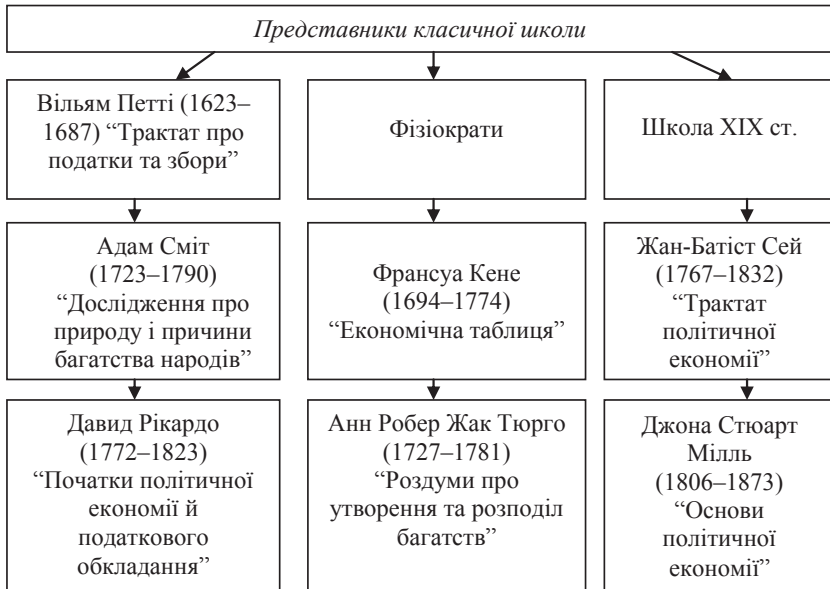 Представники класичної школи
Вільям Петті (1623–
1687) “Трактат про
податки та збори”
Фізіократи
Школа XIX ст.
Адам Сміт
(1723–1790)
“Дослідження про
природу і причини
багатства народів”
Франсуа Кене
(1694–1774)
“Економічна таблиця”
Жан-Батіст Сей
(1767–1832)
“Трактат
політичної
економії”
Давид Рікардо
(1772–1823)
“Початки політичної
економії й
податкового
обкладання”
Анн Робер Жак Тюрго
(1727–1781)
“Роздуми про
утворення та розподіл
багатств”
Джона Стюарт
Мілль
(1806–1873)
“Основи
політичної
економії”